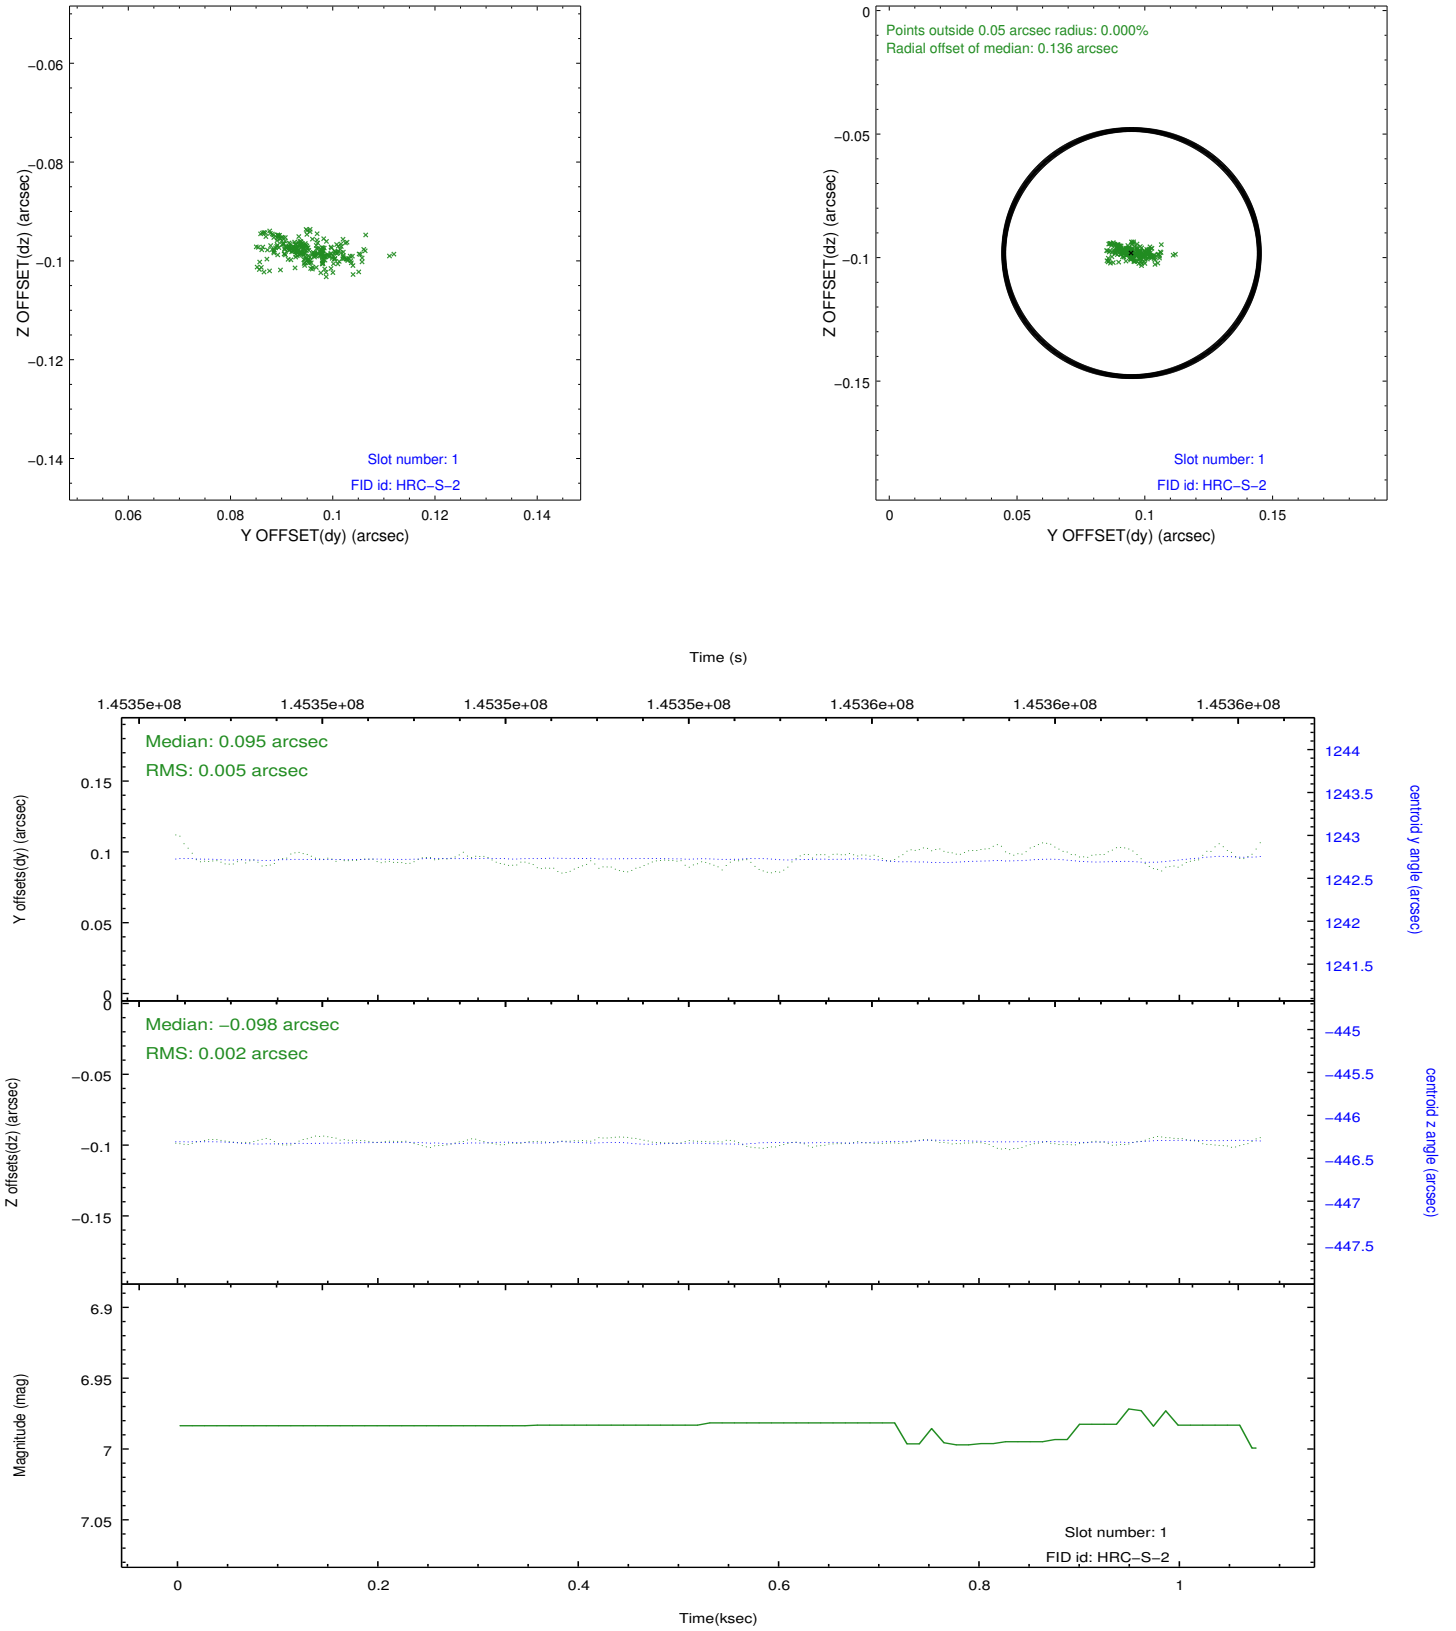 −0.06
−0.08
−0.1
−0.12
−0.14
Z OFFSET(dz) (arcsec)
Slot number: 1
FID id: HRC−S−2
0.06 0.08 0.1 0.12 0.14
Y OFFSET(dy) (arcsec)
Points outside 0.05 arcsec radius: 0.000%
Radial offset of median: 0.136 arcsec
0
−0.05
−0.1
−0.15
Z OFFSET(dz) (arcsec)
Slot number: 1
FID id: HRC−S−2
0 0.05 0.1 0.15
Y OFFSET(dy) (arcsec)
Time (s)
1.4535e+08 1.4535e+08 1.4535e+08 1.4535e+08 1.4536e+08 1.4536e+08 1.4536e+08
Median: 0.095 arcsec
RMS: 0.005 arcsec
0.15
0.1
0.05
0
Y offsets(dy) (arcsec)
1244
1243.5
1243
1242.5
1242
1241.5
centroid y angle (arcsec)
Median: −0.098 arcsec
RMS: 0.002 arcsec
0
−0.05
−0.1
−0.15
Z offsets(dz) (arcsec)
−445
−445.5
−446
−446.5
−447
−447.5
centroid z angle (arcsec)
6.9
6.95
7
7.05
Magnitude (mag)
Slot number: 1
FID id: HRC−S−2
0 0.2 0.4 0.6 0.8 1
Time(ksec)